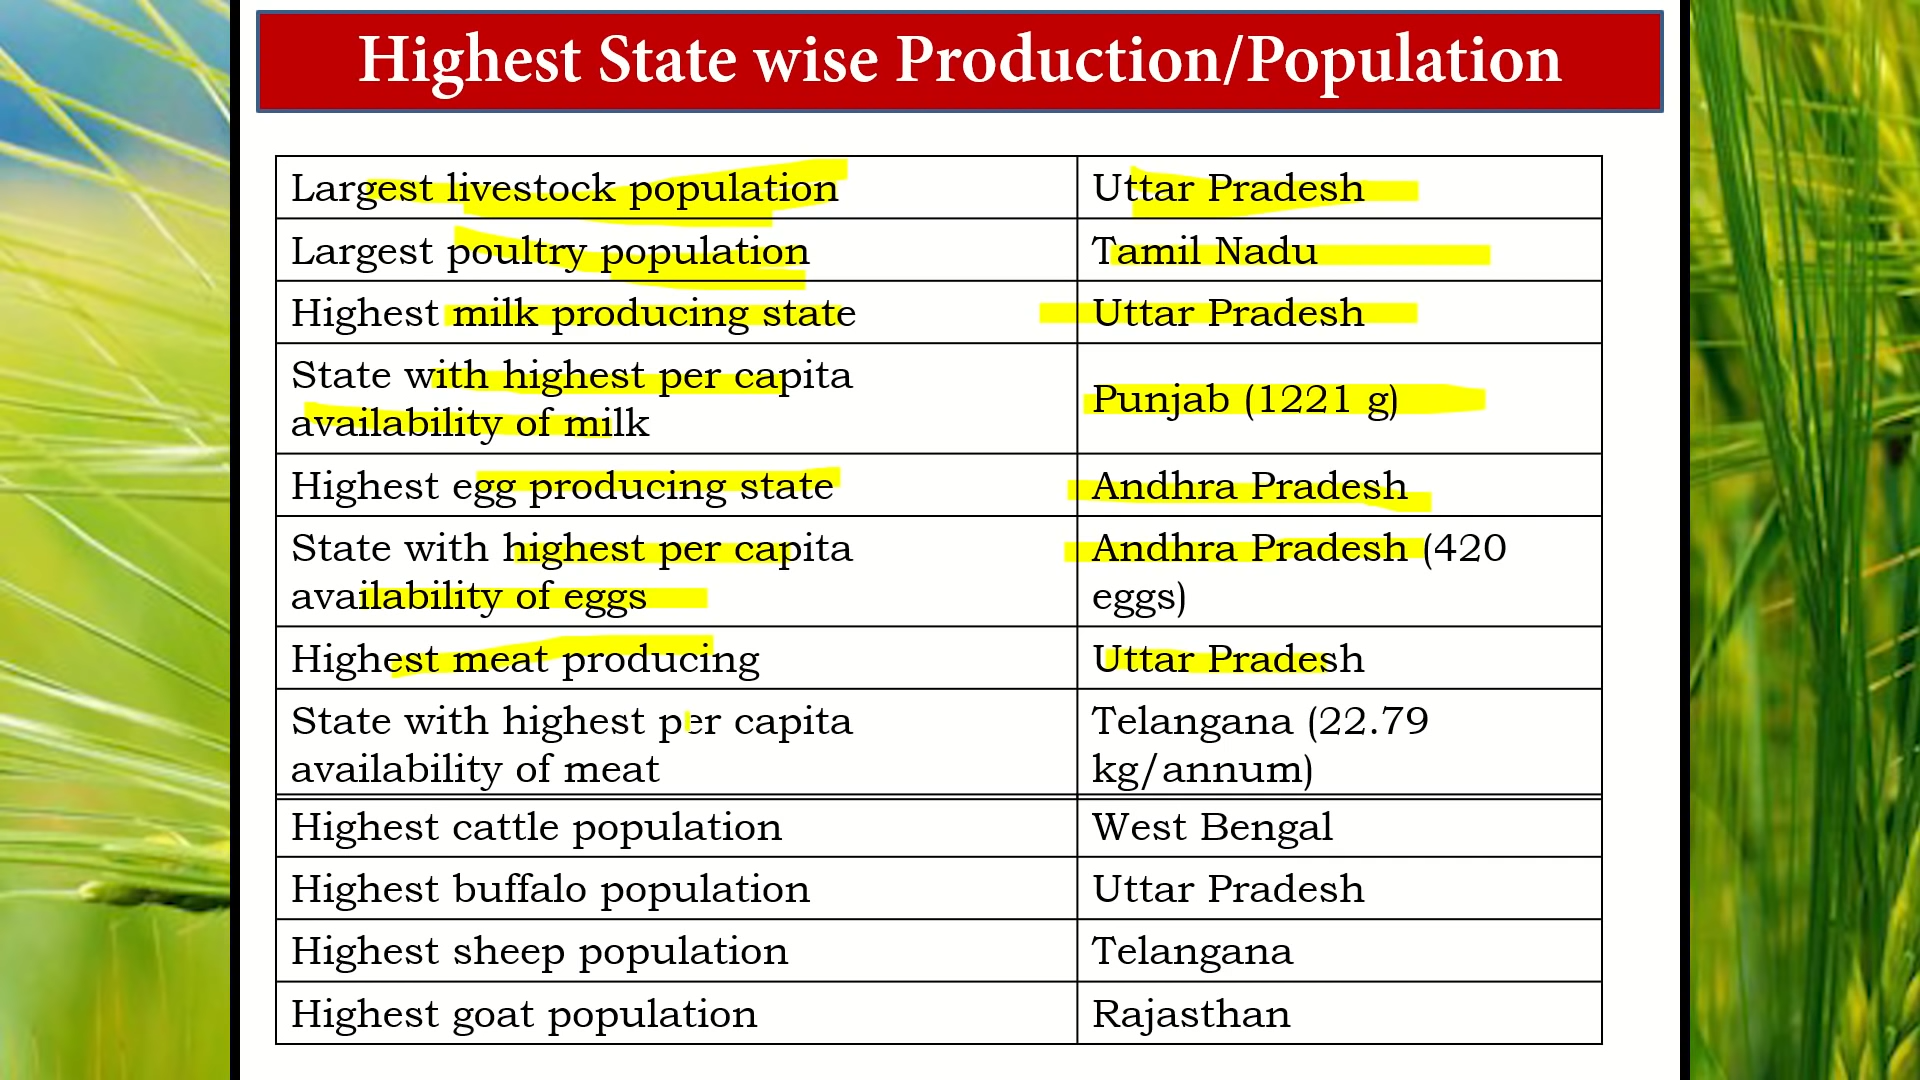 Highest State wise Production/Population
Largest livestock population Uttar Pradesh
Largest poultry population Tamil Nadu
Highest milk producing state Uttar Pradesh
State with highest per capita
availability of milk
Punjab (1221 g)
Highest egg producing state Andhra Pradesh
State with highest per capita
availability of eggs
Andhra Pradesh (420
eggs)
Highest meat producing Uttar Pradesh
State with highest per capita
availability of meat
Telangana (22.79
kg/annum)
Highest cattle population West Bengal
Highest buffalo population Uttar Pradesh
Highest sheep population Telangana
Highest goat population Rajasthan